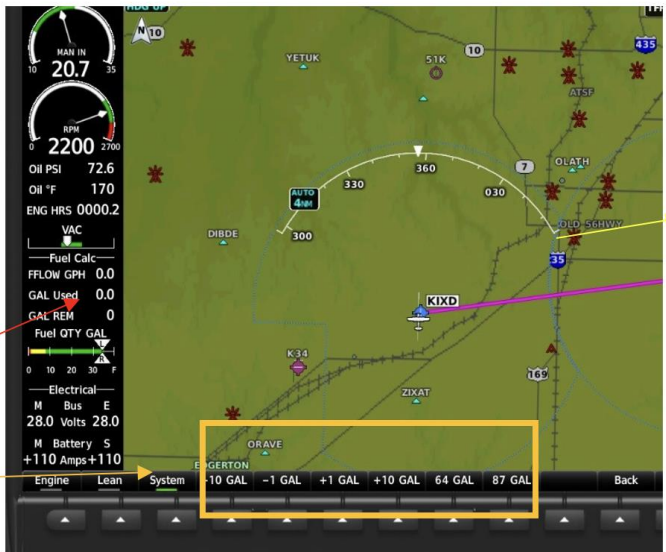 HDG UP
N
10
MAN IN
10
35
20.7
RPM
0
2700
2200
Oil PSI 72.6
Oil °F 170
ENG HRS 0000.2
VAC
Fuel Calc
FFLOW GPH 0.0
GAL Used 0.0
GAL REM 0
Fuel QTY GAL
L
R
0 10 20 30 F
Electrical
M Bus E
28.0 Volts 28.0
M Battery S
+110 Amps +110
YETUK
51K
10
435
ATSF
OLATH
7
AUTO
4NM
300
330
360
030
DIBDE
OLD-56HWY
35
KIXD
K34
169
ZIXAT
ORAVE
EDGERTON
Engine Lean System -10 GAL -1 GAL +1 GAL +10 GAL 64 GAL 87 GAL Back